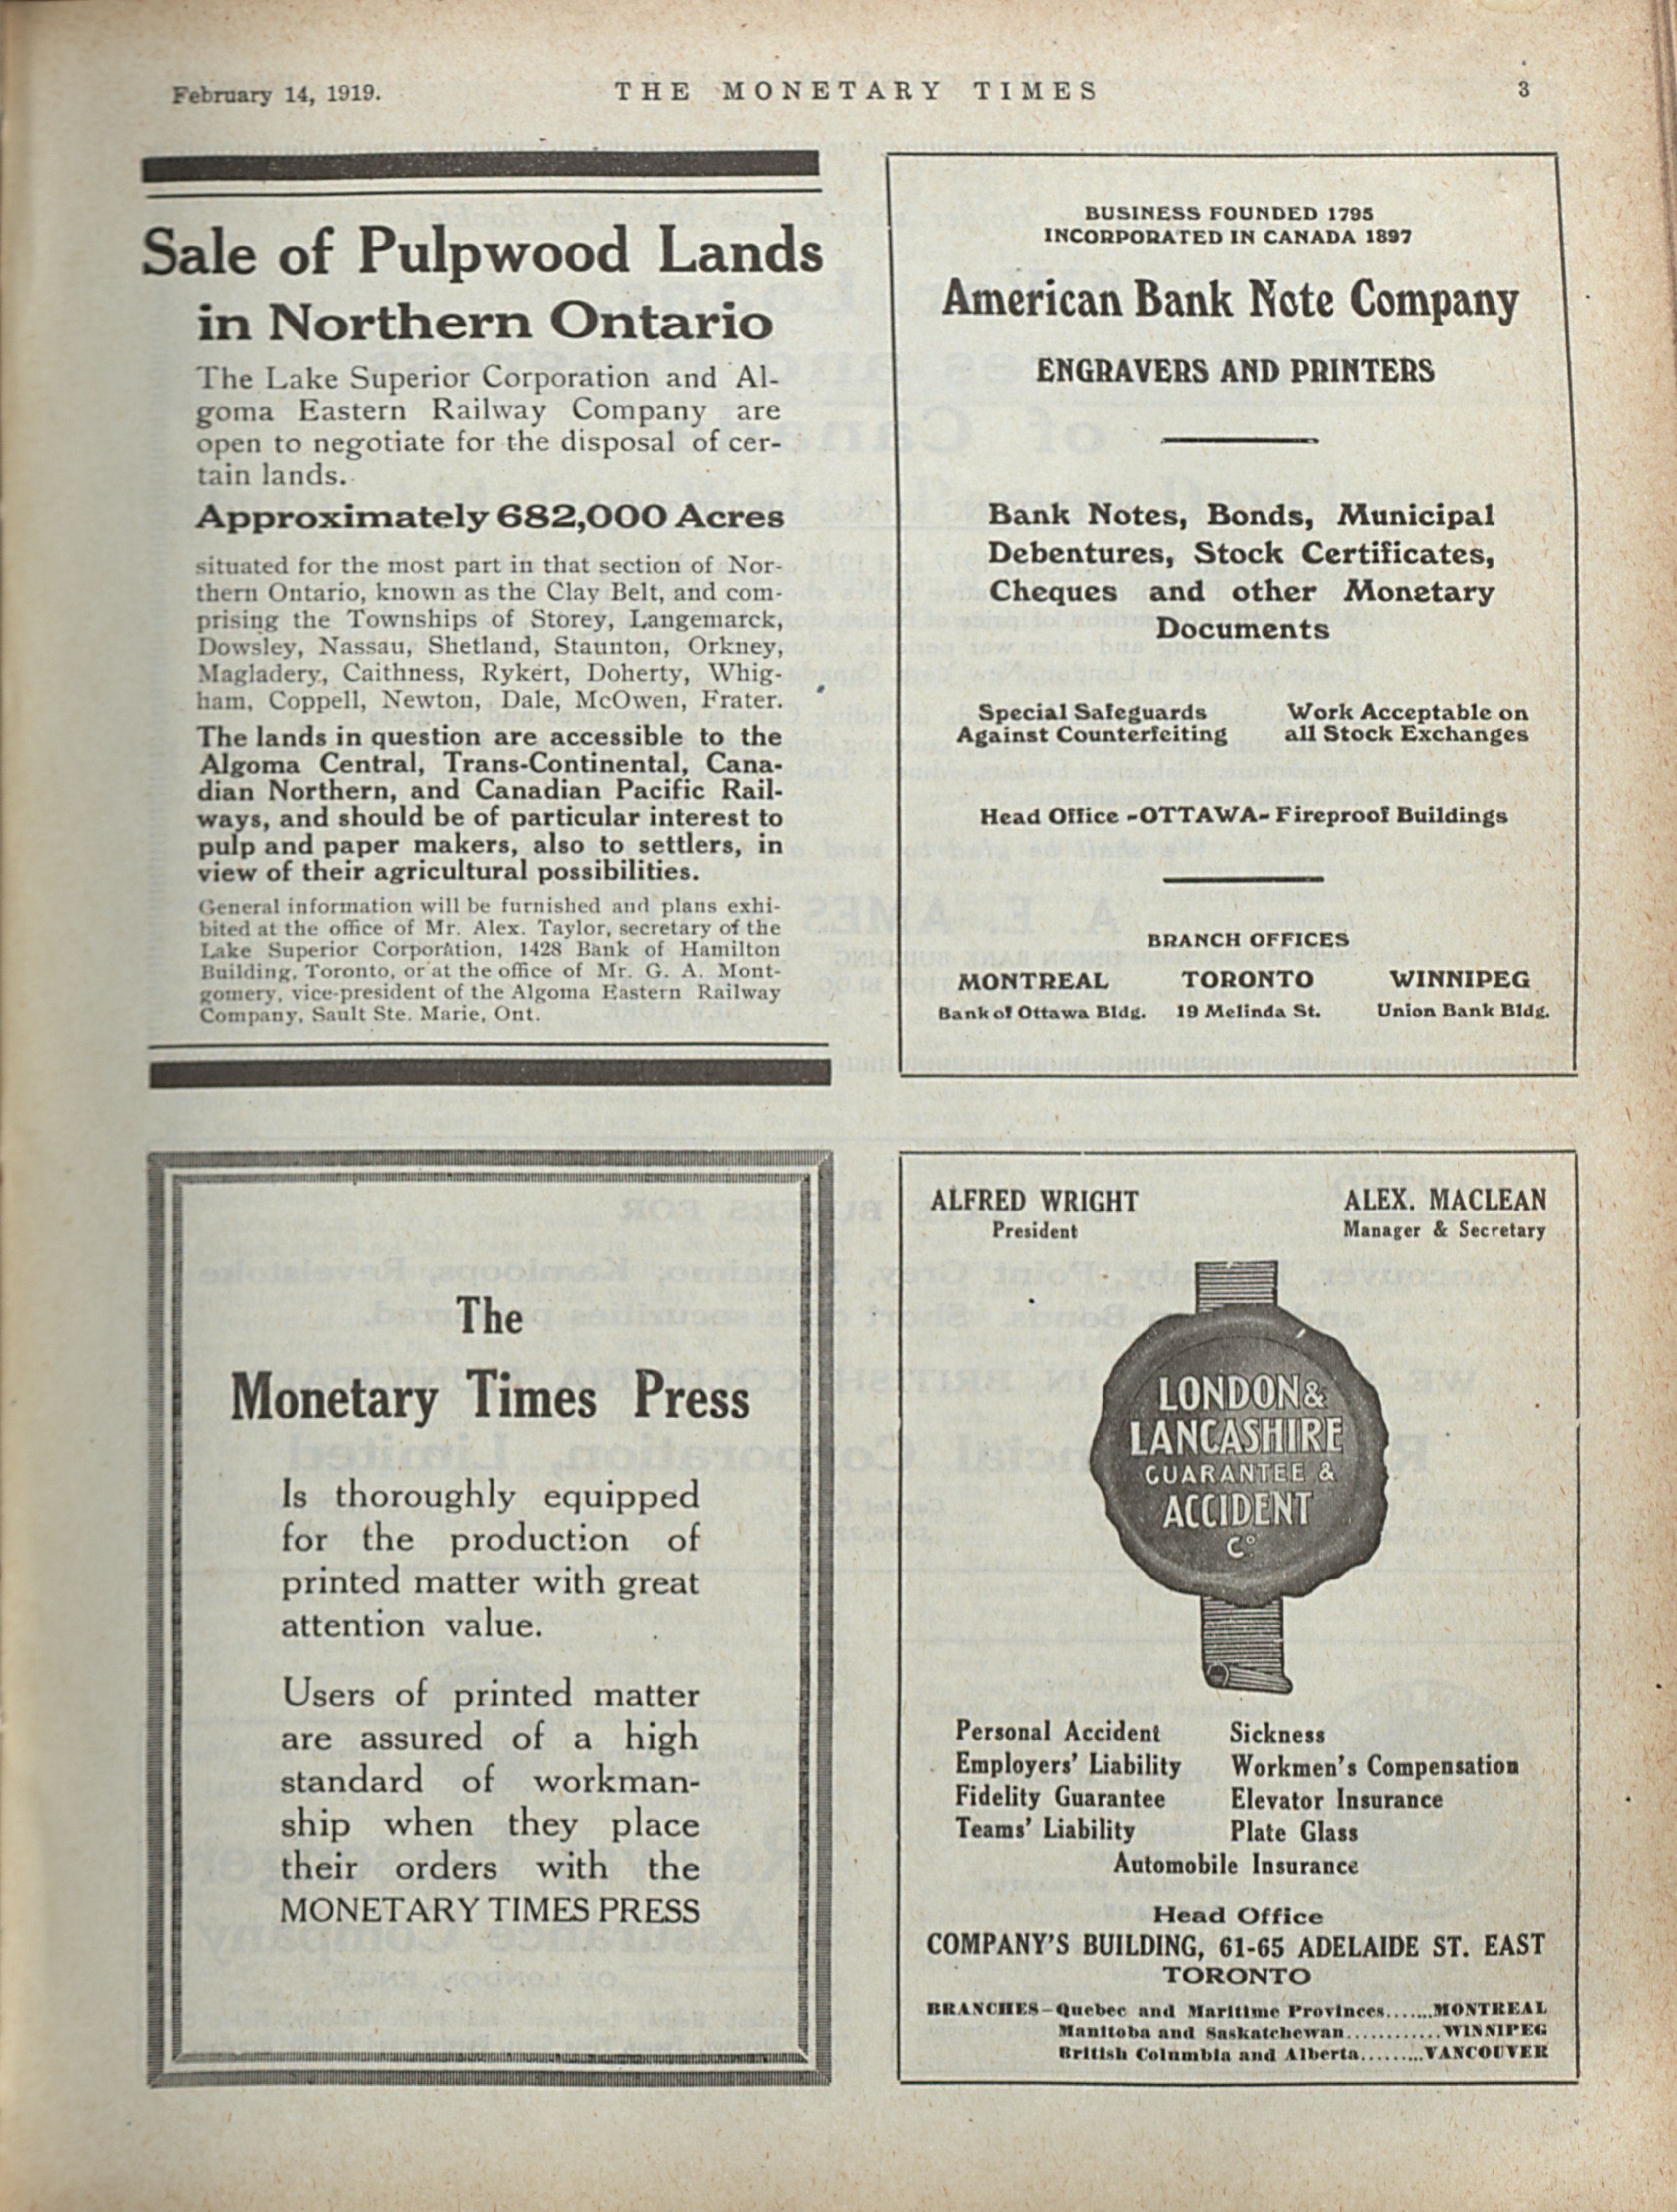 February 14, 1919.
THE MONETARY TIMES
3
Sale of Pulpwood Lands
in Northern Ontario
The Lake Superior Corporation and Al-
goma Eastern Railway Company are
open to negotiate for the disposal of cer-
tain lands.
Approximately 682,000 Acres
situated for the most part in that section of Nor-
thern Ontario, known as the Clay Belt, and com-
prising the Townships of Storey, Langemarck,
Dowsley, Nassau, Shetland, Staunton, Orkney,
Magladery, Caithness, Rykert, Doherty, Whig-
ham, Coppell, Newton, Dale, McOwen, Frater.
The lands in question are accessible to the
Algoma Central, Trans-Continental, Cana-
dian Northern, and Canadian Pacific Rail-
ways, and should be of particular interest to
pulp and paper makers, also to settlers, in
view of their agricultural possibilities.
General information will be furnished and plans exhi-
bited at the office of Mr. Alex. Taylor, secretary of the
Lake Superior Corporation, 1428 Bank of Hamilton
Building, Toronto, or at the office of Mr. G. A. Mont-
gomery, vice-president of the Algoma Eastern Railway
Company, Sault Ste. Marie, Ont.
BUSINESS FOUNDED 1795
INCORPORATED IN CANADA 1897
American Bank Note Company
ENGRAVERS AND PRINTERS
Bank Notes, Bonds, Municipal
Debentures, Stock Certificates,
Cheques and other Monetary
Documents
Special Safeguards
Against Counterfeiting
Work Acceptable on
all Stock Exchanges
Head Office - OTTAWA - Fireproof Buildings
BRANCH OFFICES
MONTREAL TORONTO WINNIPEG
Bank of Ottawa Bldg. 19 Melinda St. Union Bank Bldg.
The
Monetary Times Press
Is thoroughly equipped
for the production of
printed matter with great
attention value.
Users of printed matter
are assured of a high
standard of workman-
ship when they place
their orders with the
MONETARY TIMES PRESS
ALFRED WRIGHT
President
ALEX. MACLEAN
Manager & Secretary
LONDON &
LANCASHIRE
GUARANTEE &
ACCIDENT
Co
Personal Accident Sickness
Employers' Liability Workmen's Compensation
Fidelity Guarantee Elevator Insurance
Teams' Liability Plate Glass
Automobile Insurance
Head Office
COMPANY'S BUILDING, 61-65 ADELAIDE ST. EAST
TORONTO
BRANCHES—Quebec and Maritime Provinces.......MONTREAL
Manitoba and Saskatchewan............WINNIPEG
British Columbia and Alberta.........VANCOUVER